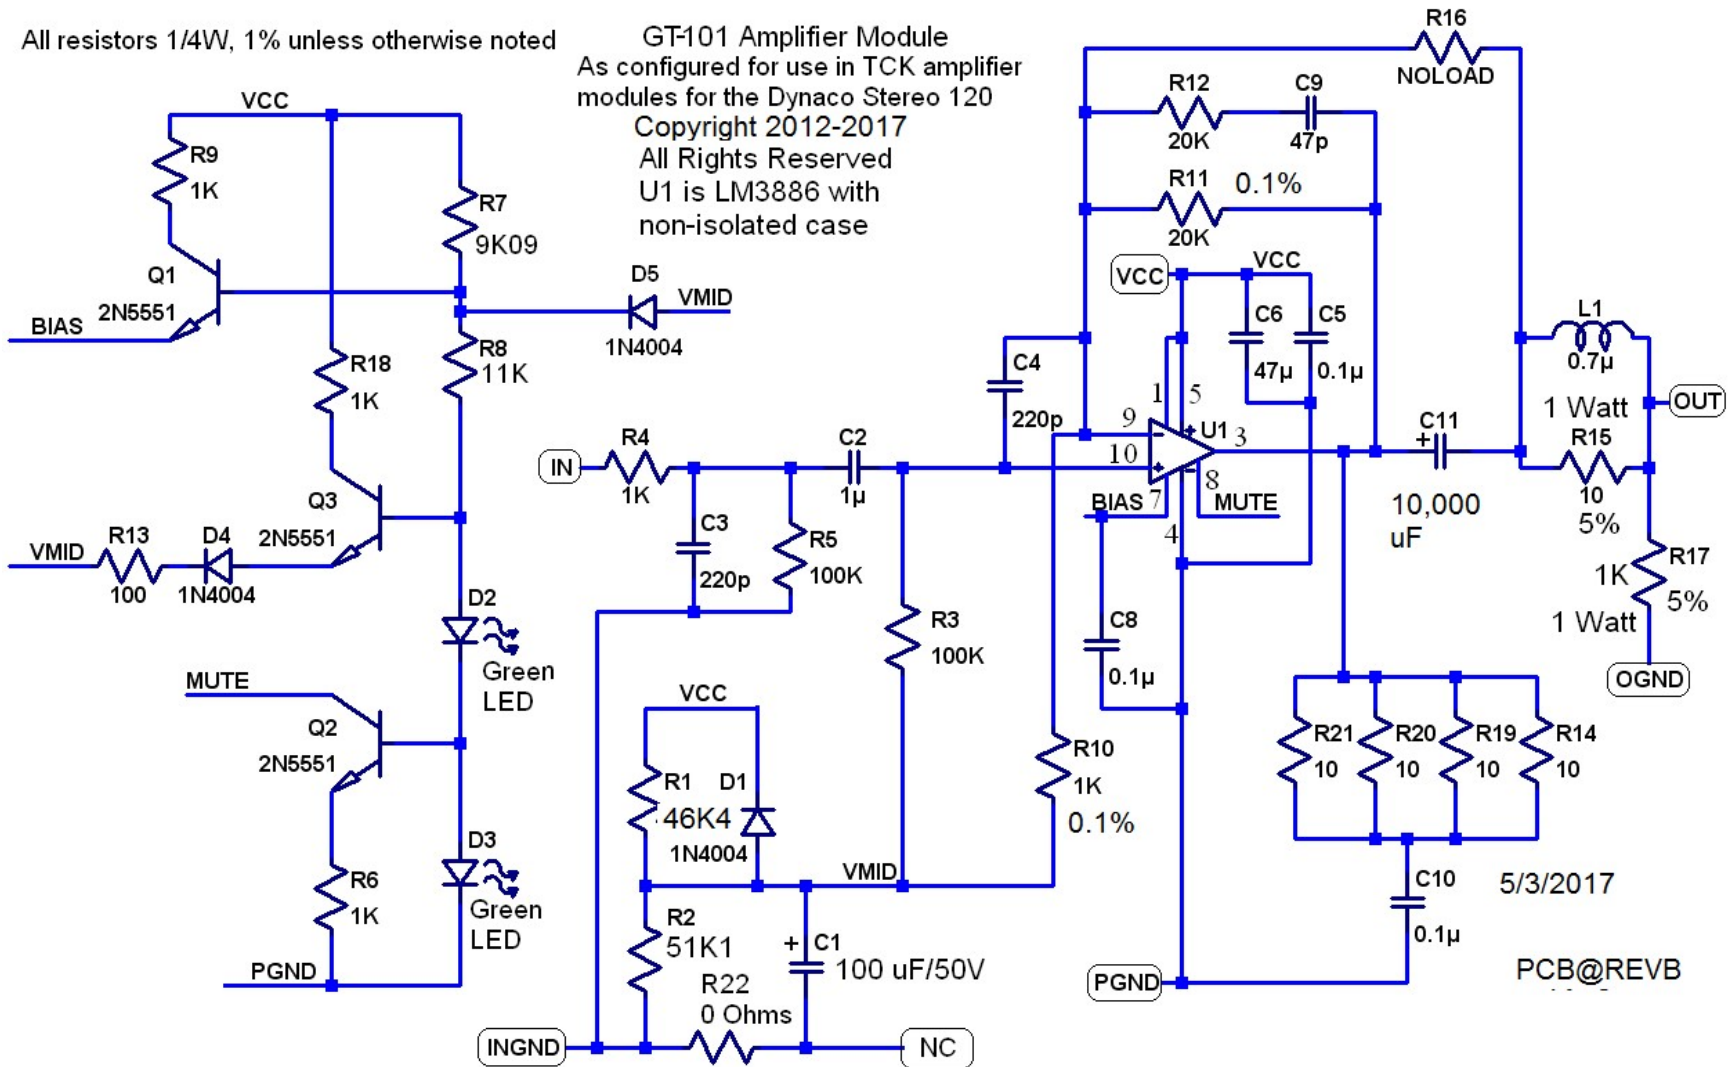 All resistors 1/4W, 1% unless otherwise noted
GT-101 Amplifier Module
As configured for use in TCK amplifier
modules for the Dynaco Stereo 120
Copyright 2012-2017
All Rights Reserved
U1 is LM3886 with
non-isolated case
VCC
R9
1K
R7
9K09
Q1
2N5551
BIAS
D5
1N4004
VMID
R8
11K
R18
1K
Q3
2N5551
VMID
R13
100
D4
1N4004
D2
Green
LED
MUTE
Q2
2N5551
D3
Green
LED
R6
1K
PGND
IN
R4
1K
C3
220p
R5
100K
C2
1µ
R3
100K
C4
220p
VCC
R1
46K4
D1
1N4004
VMID
R2
51K1
C1
+
100 uF/50V
R22
0 Ohms
INGND
NC
R10
1K
0.1%
R16
NOLOAD
R12
20K
C9
47p
R11
0.1%
20K
VCC
VCC
C6
47µ
C5
0.1µ
1
5
9
10
U1
3
+
-
-
+
7
8
4
BIAS
MUTE
C8
0.1µ
+
C11
10,000
uF
L1
0.7µ
1 Watt
OUT
R15
10
5%
R17
1K
5%
1 Watt
OGND
R21
10
R20
10
R19
10
R14
10
C10
0.1µ
PGND
5/3/2017
PCB@REVB